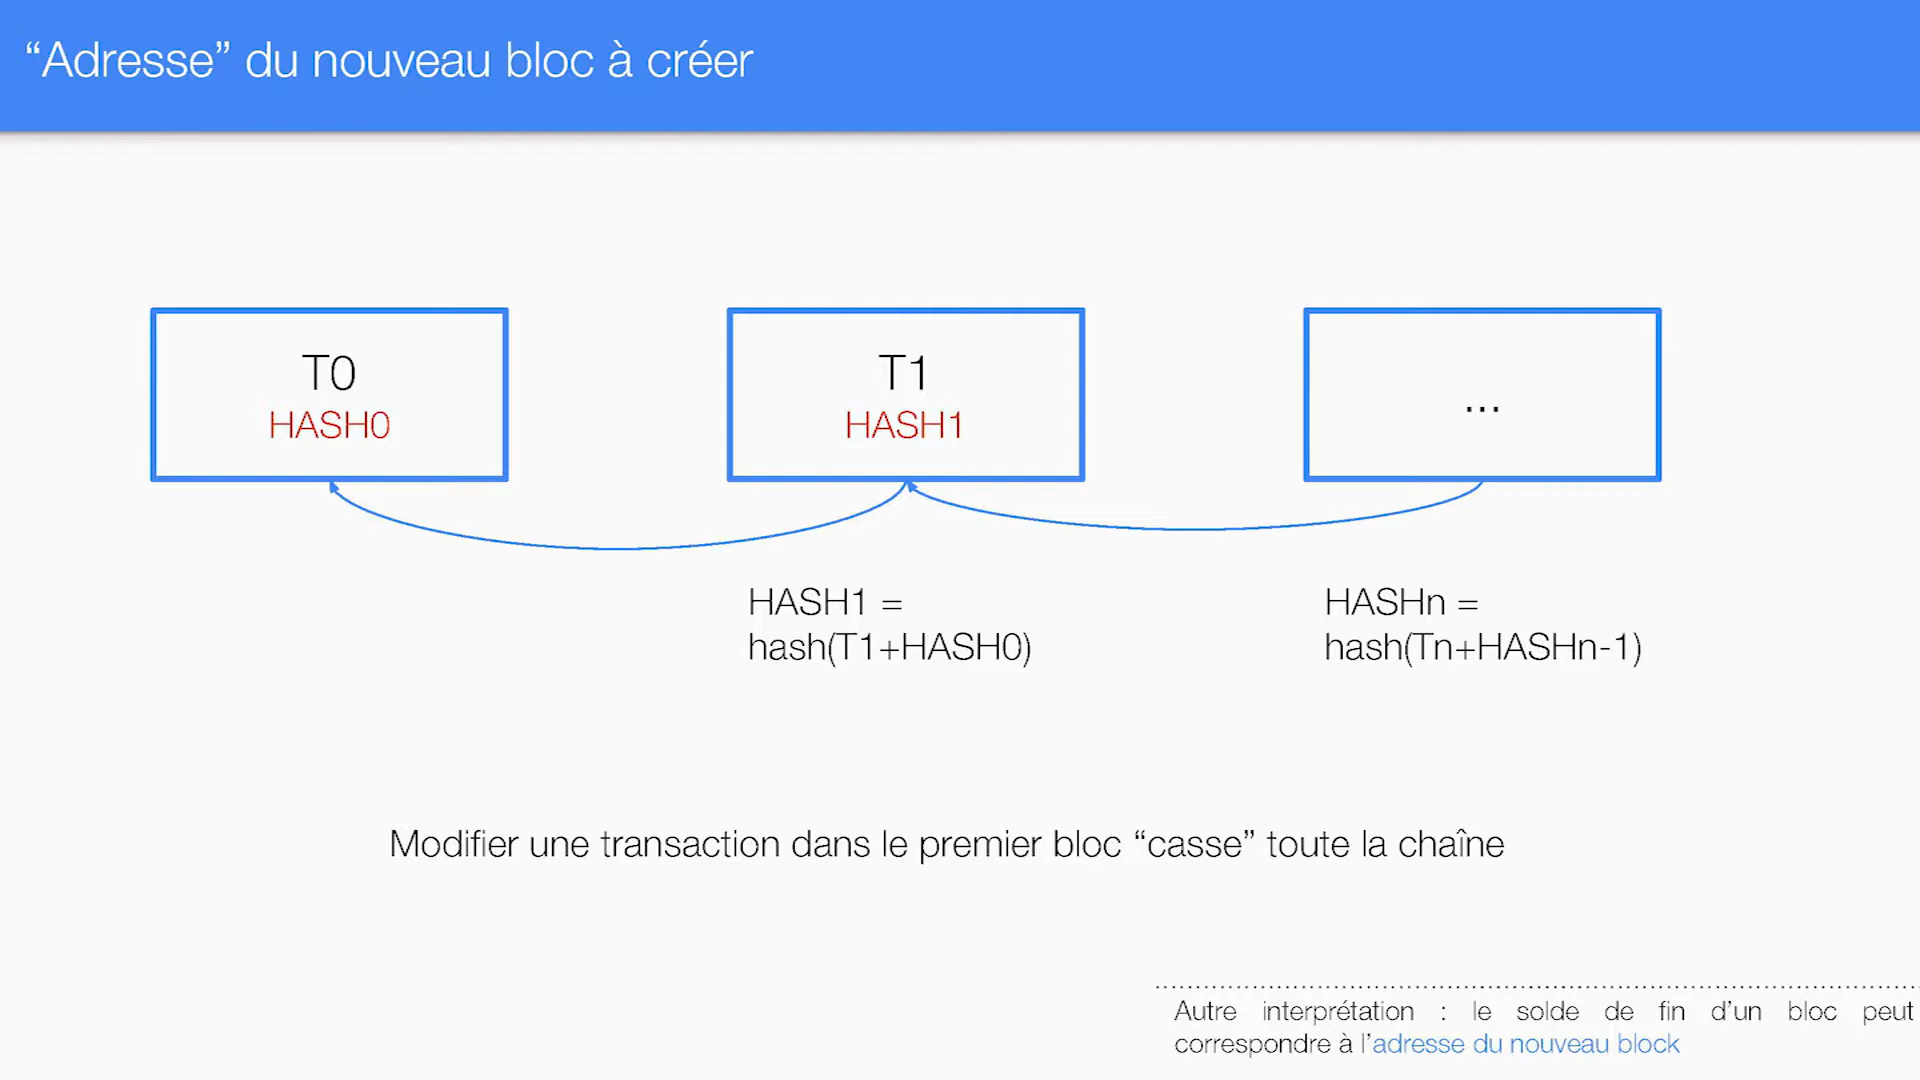 “Adresse” du nouveau bloc à créer
T0
HASH0
T1
HASH1
...
HASH1 =
hash(T1+HASH0)
HASHn =
hash(Tn+HASHn-1)
Modifier une transaction dans le premier bloc “casse” toute la chaîne
Autre interprétation : le solde de fin d’un bloc peut
correspondre à l’adresse du nouveau block